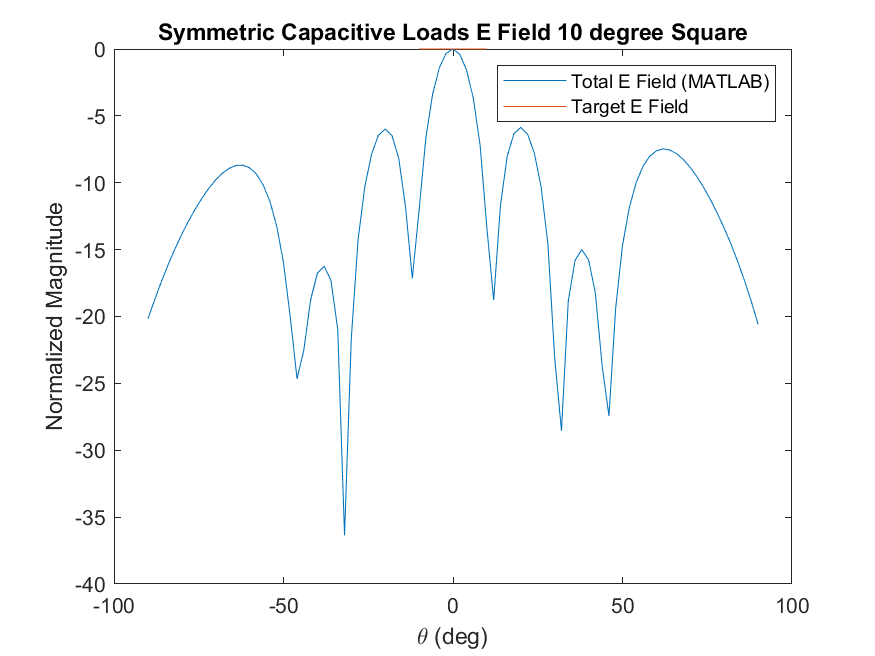 Symmetric Capacitive Loads E Field 10 degree Square
Total E Field (MATLAB)
Target E Field
Normalized Magnitude
0
-5
-10
-15
-20
-25
-30
-35
-40
-100
-50
0
50
100
θ (deg)